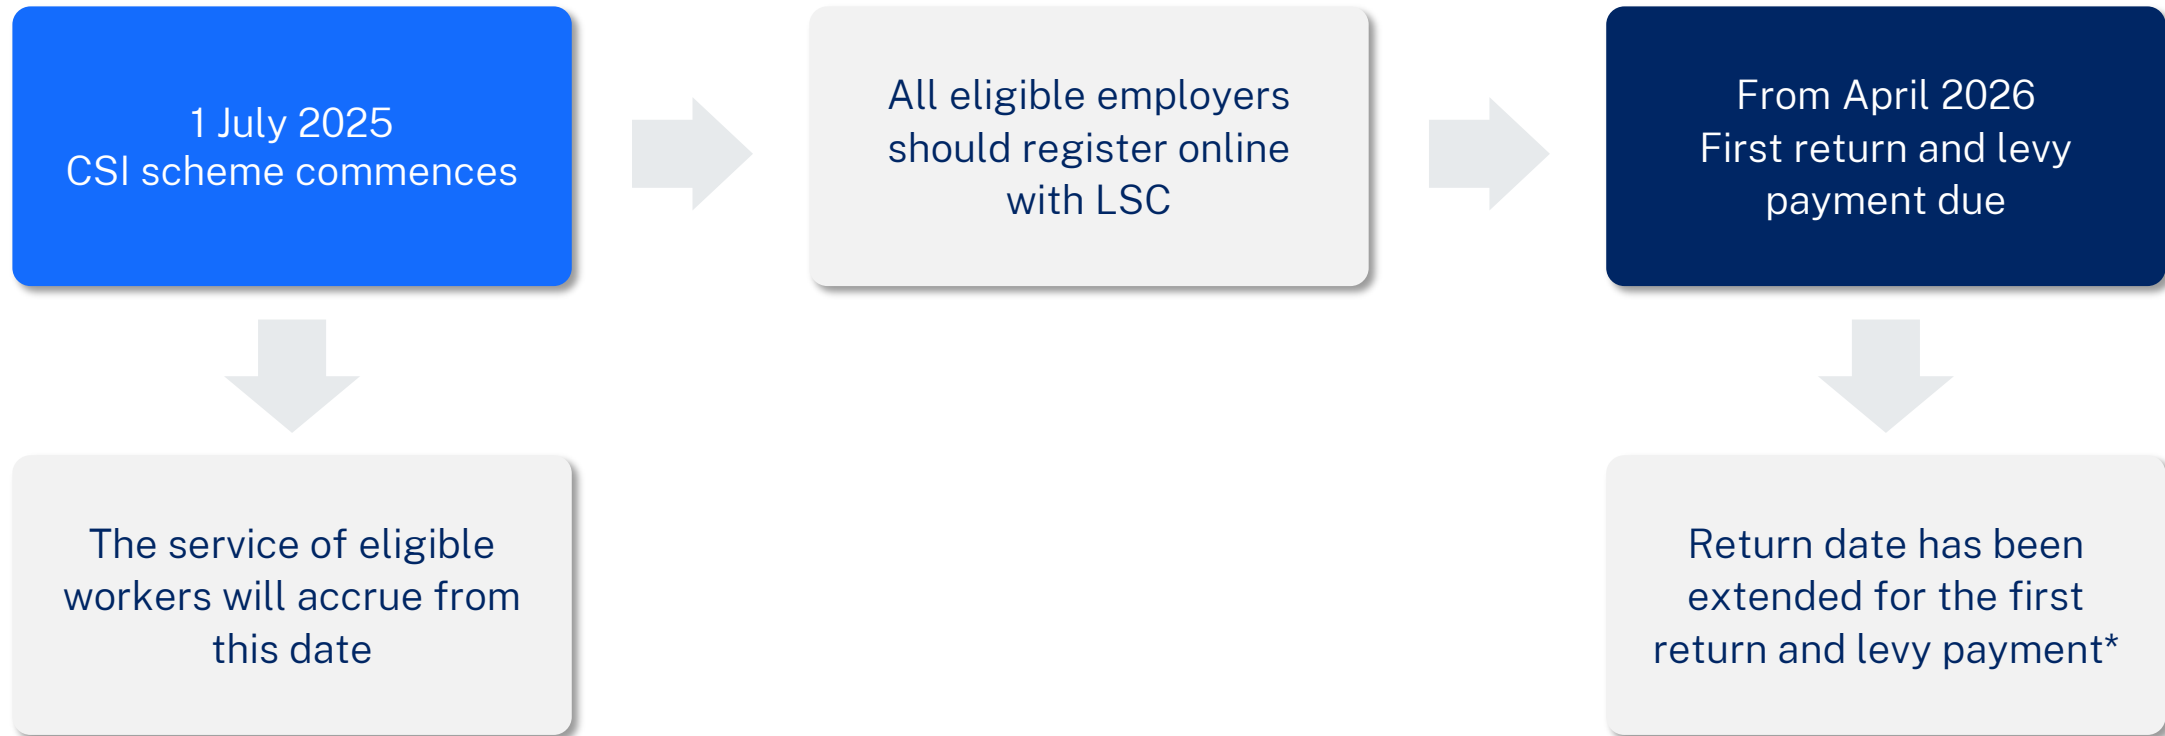 1 July 2025
CSI scheme commences
All eligible employers
should register online
with LSC
From April 2026
First return and levy
payment due
The service of eligible
workers will accrue from
this date
Return date has been
extended for the first
return and levy payment*